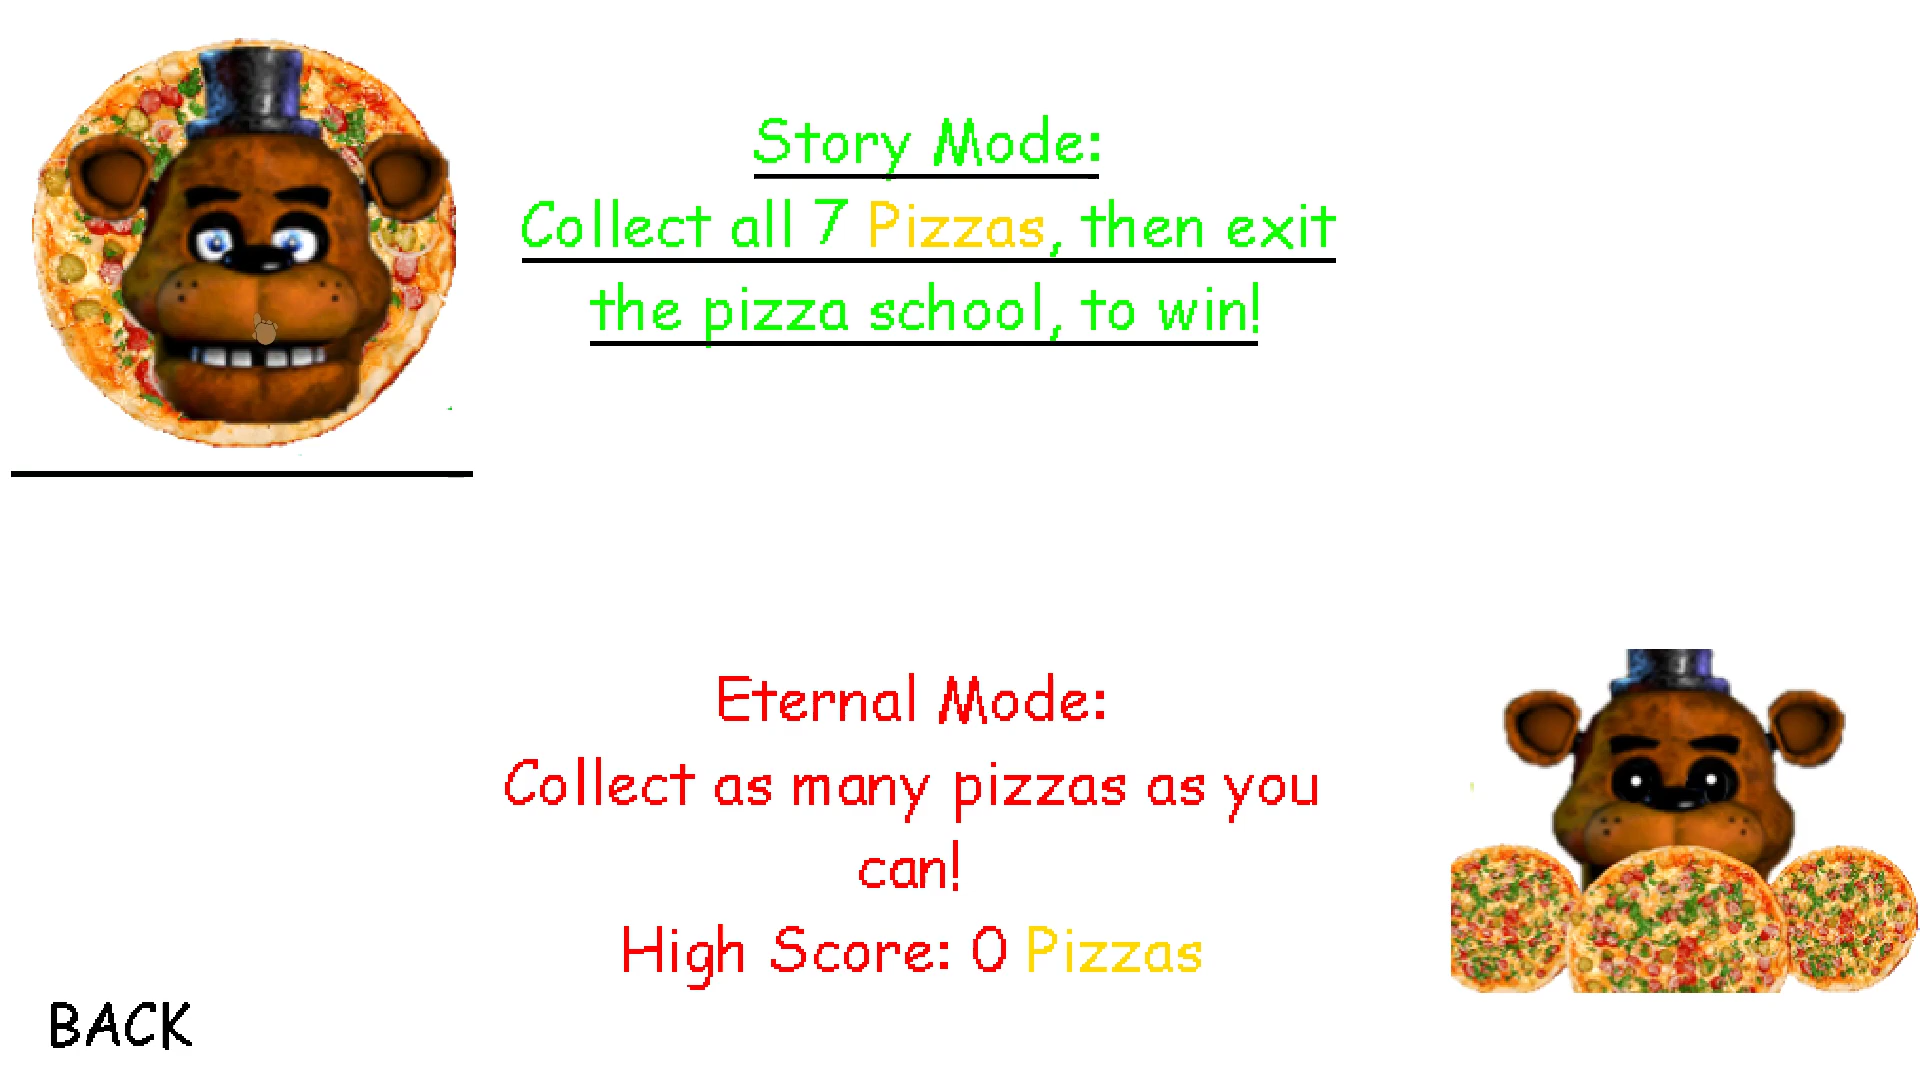 Story Mode:
Collect all 7 Pizzas, then exit
the pizza school, to win!
Eternal Mode:
Collect as many pizzas as you
can!
High Score: 0 Pizzas
BACK